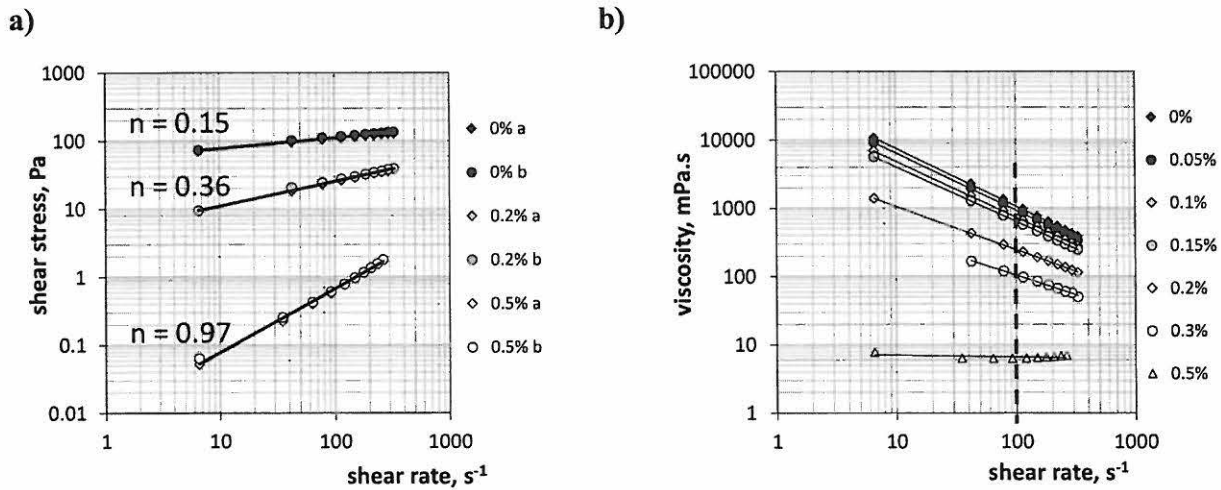 a)
1000
100
10
1
0.1
0.01
shear stress, Pa
n = 0.15
n = 0.36
n = 0.97
1 10 100 1000
shear rate, s⁻¹
0% a
0% b
0.2% a
0.2% b
0.5% a
0.5% b
b)
100000
10000
1000
100
10
1
viscosity, mPa.s
1 10 100 1000
shear rate, s⁻¹
0%
0.05%
0.1%
0.15%
0.2%
0.3%
0.5%